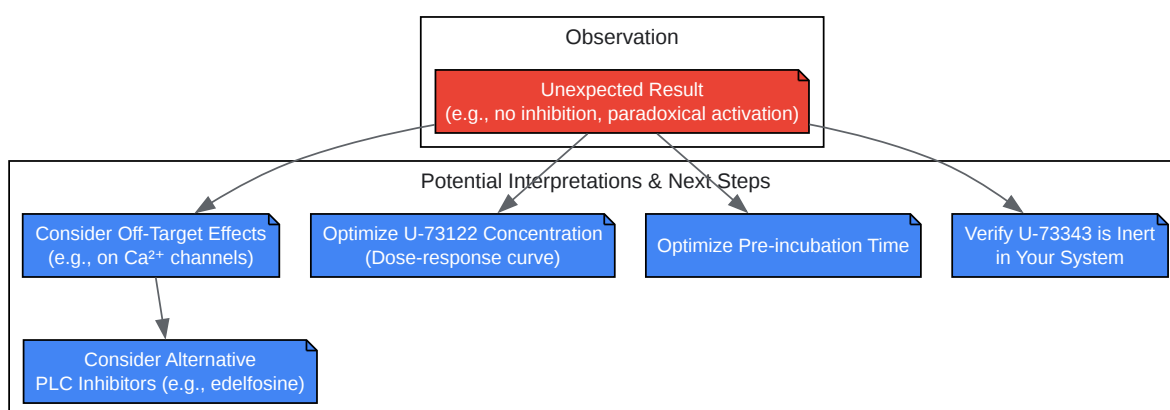 Observation
Unexpected Result
(e.g., no inhibition, paradoxical activation)
Potential Interpretations & Next Steps
Consider Off-Target Effects
(e.g., on Ca²⁺ channels)
Optimize U-73122 Concentration
(Dose-response curve)
Optimize Pre-incubation Time
Verify U-73343 is Inert
in Your System
Consider Alternative
PLC Inhibitors (e.g., edelfosine)